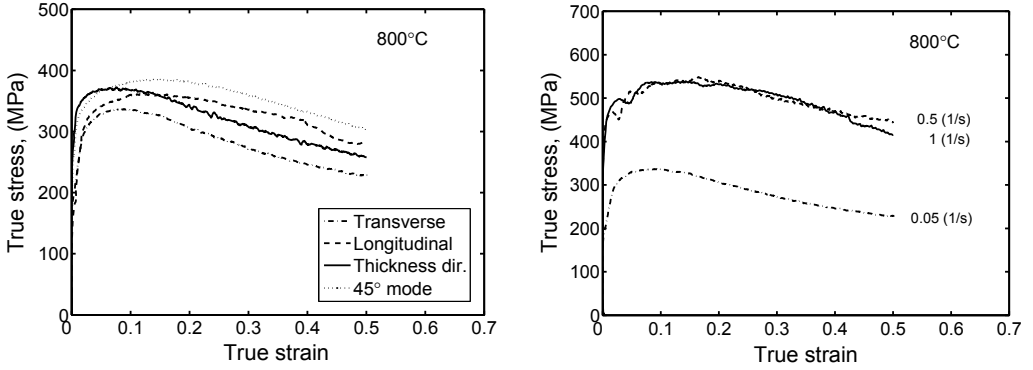 500
400
300
200
100
0
True stress, (MPa)
800°C
Transverse
Longitudinal
Thickness dir.
45° mode
0 0.1 0.2 0.3 0.4 0.5 0.6 0.7
True strain
700
600
500
400
300
200
100
0
True stress, (MPa)
800°C
0.5 (1/s)
1 (1/s)
0.05 (1/s)
0 0.1 0.2 0.3 0.4 0.5 0.6 0.7
True strain